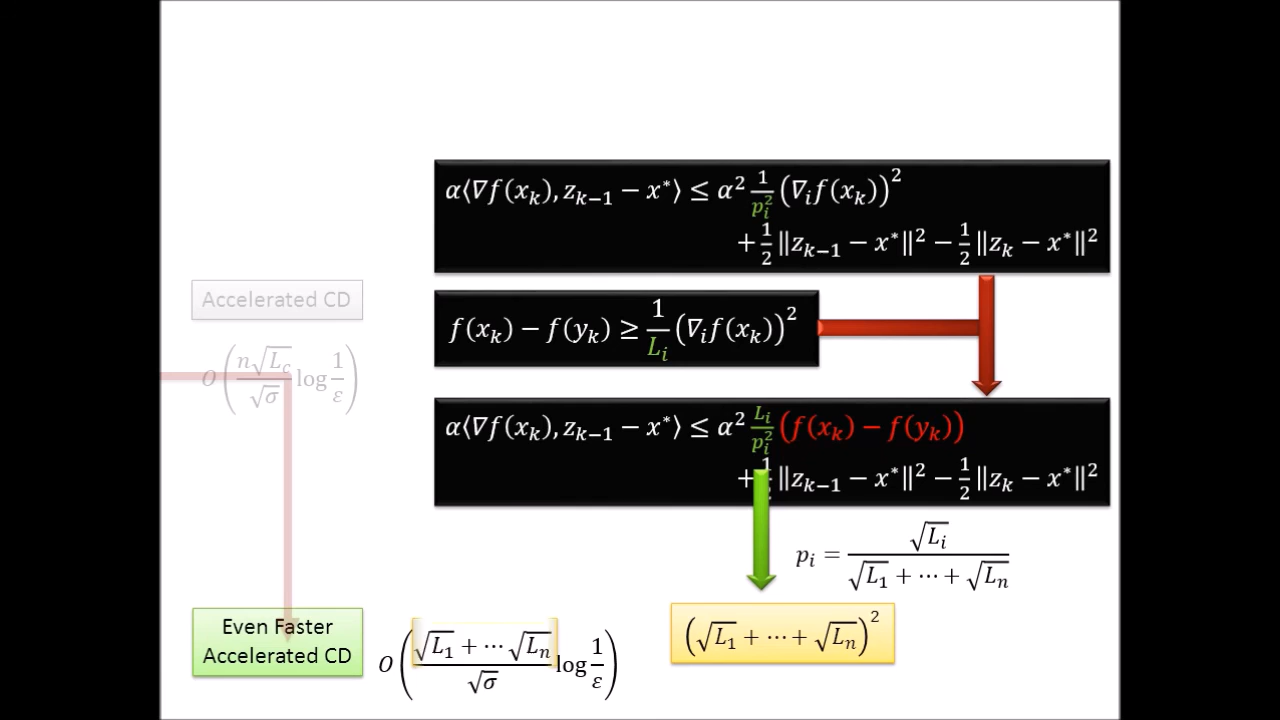 α⟨∇f(x_k), z_{k−1} − x*⟩ ≤ α² 1/p_i² (∇_i f(x_k))²
+ 1/2 ‖z_{k−1} − x*‖² − 1/2 ‖z_k − x*‖²
Accelerated CD
f(x_k) − f(y_k) ≥ 1/L_i (∇_i f(x_k))²
O(n√L_c/√σ log 1/ε)
α⟨∇f(x_k), z_{k−1} − x*⟩ ≤ α² L_i/p_i² (f(x_k) − f(y_k))
+ 1/2 ‖z_{k−1} − x*‖² − 1/2 ‖z_k − x*‖²
p_i = √L_i/(√L_1 + ⋯ + √L_n)
Even Faster
Accelerated CD
O((√L_1 + ⋯ √L_n)/√σ log 1/ε)
(√L_1 + ⋯ + √L_n)²